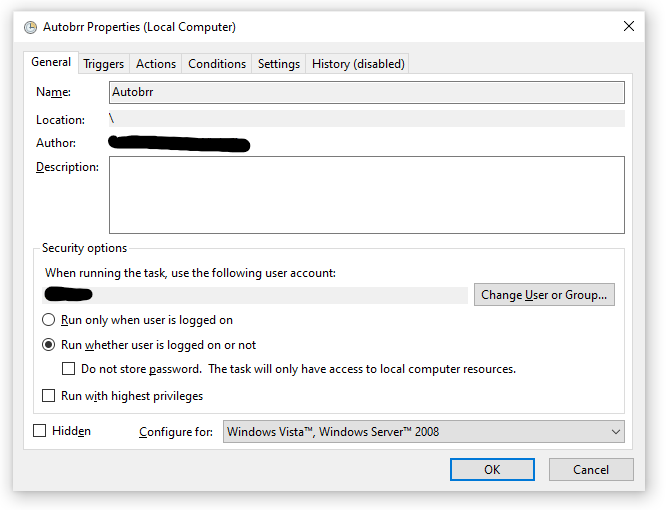 Autobrr Properties (Local Computer)
General Triggers Actions Conditions Settings History (disabled)
Name: Autobrr
Location: \
Author:
Description:
Security options
When running the task, use the following user account:
Change User or Group...
Run only when user is logged on
Run whether user is logged on or not
Do not store password. The task will only have access to local computer resources.
Run with highest privileges
Hidden Configure for: Windows Vista™, Windows Server™ 2008
OK Cancel